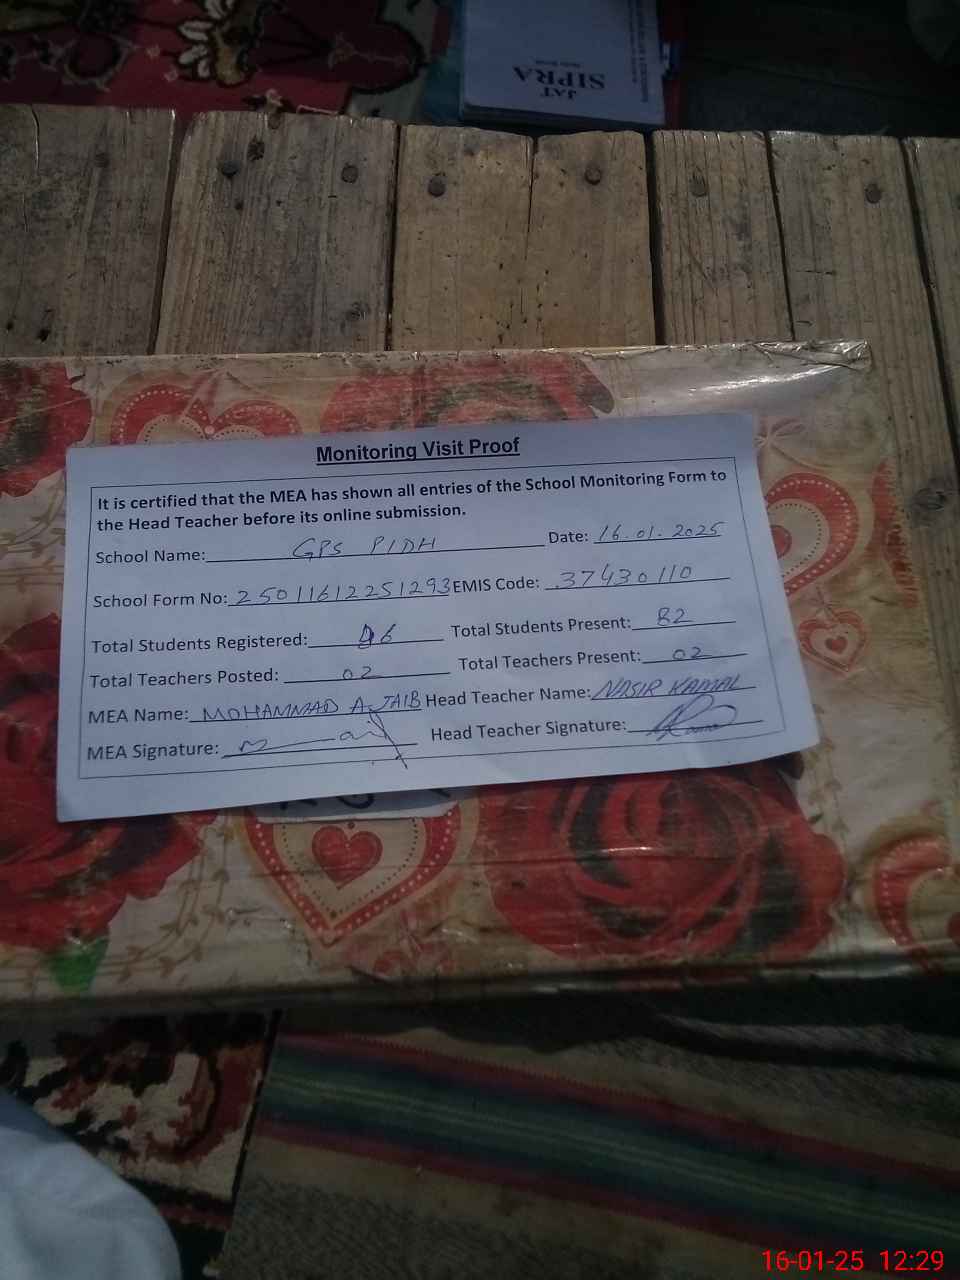 JAT
SIPRA
Monitoring Visit Proof
It is certified that the MEA has shown all entries of the School Monitoring Form to
the Head Teacher before its online submission.
School Name: GPS PIDH Date: 16.01.2025
School Form No: 25011612251293 EMIS Code: 37430110
Total Students Registered: 96 Total Students Present: 82
Total Teachers Posted: 02 Total Teachers Present: 02
MEA Name: MOHAMMAD AJAIB Head Teacher Name: NASIR KAMAL
MEA Signature: Head Teacher Signature:
16-01-25 12:29